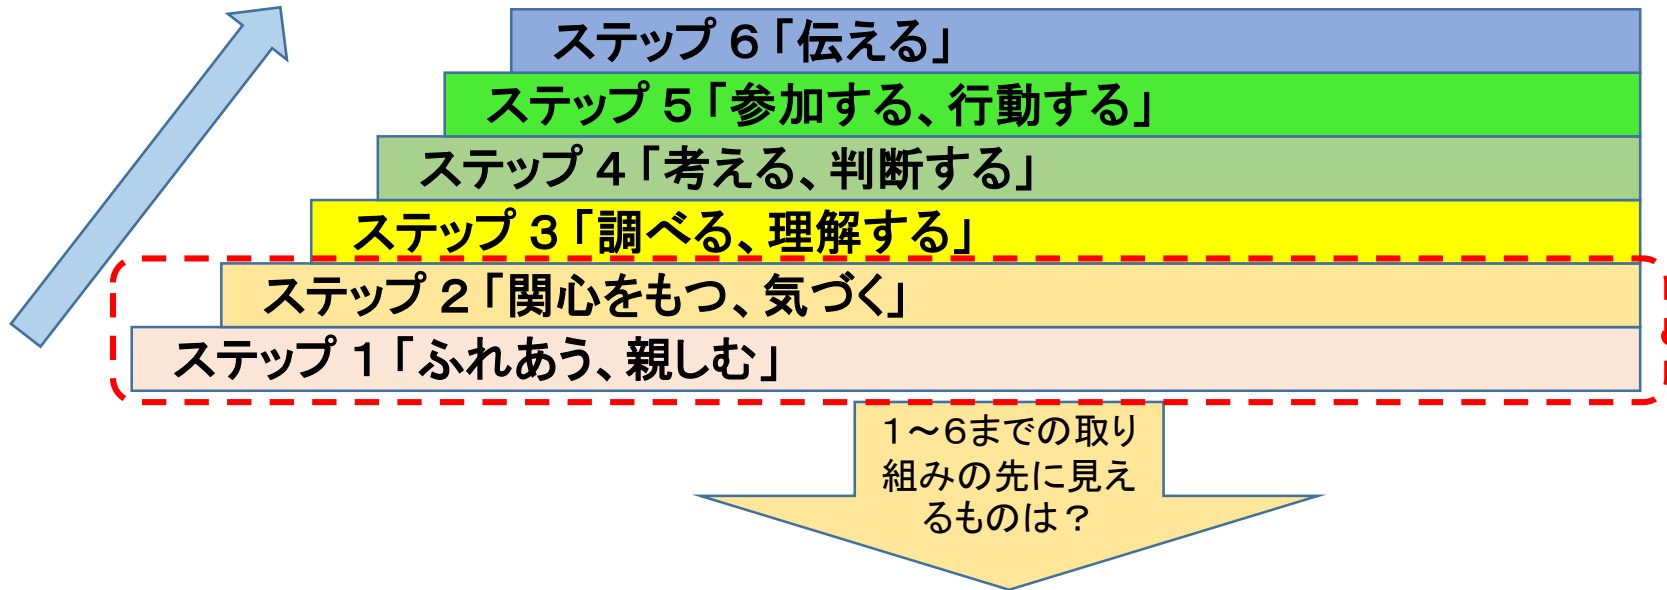 ステップ６「伝える」
ステップ５「参加する、行動する」
ステップ４「考える、判断する」
ステップ３「調べる、理解する」
ステップ２「関心をもつ、気づく」
ステップ１「ふれあう、親しむ」
１～６までの取り
組みの先に見え
るものは？